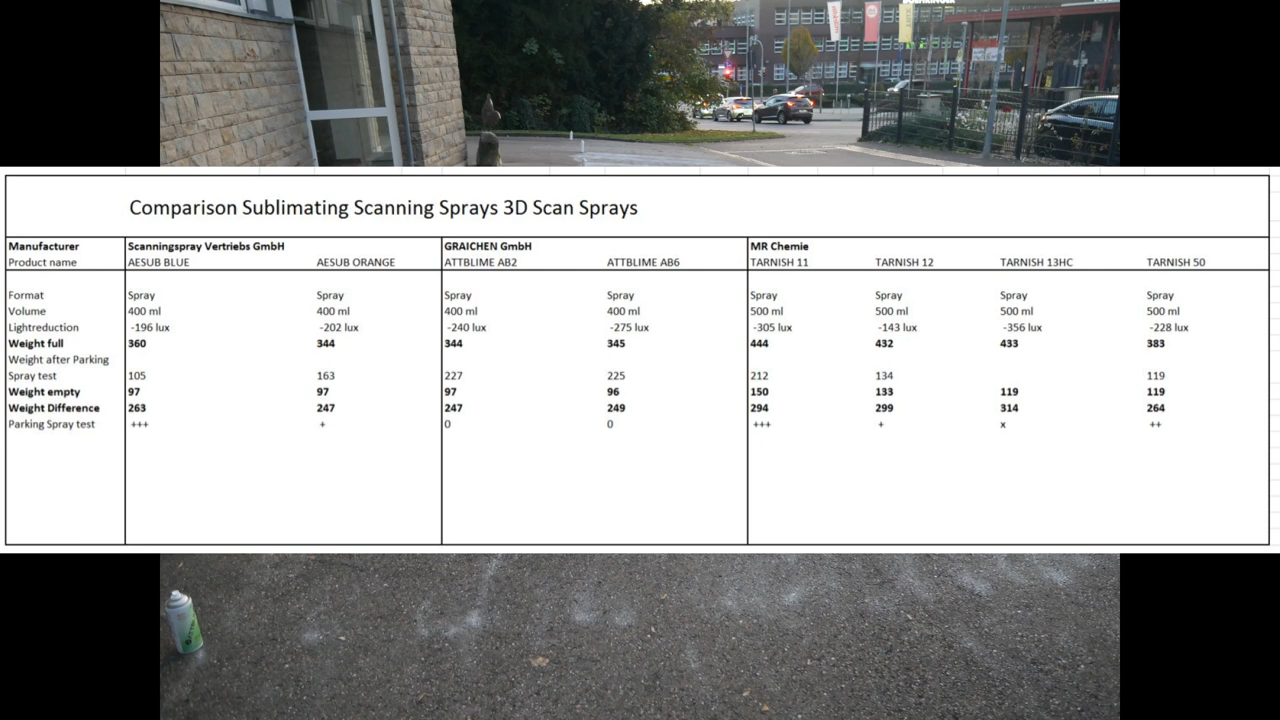 Comparison Sublimating Scanning Sprays 3D Scan Sprays
Manufacturer Scanningspray Vertriebs GmbH GRAICHEN GmbH MR Chemie
Product name AESUB BLUE AESUB ORANGE ATTBLIME AB2 ATTBLIME AB6 TARNISH 11 TARNISH 12 TARNISH 13HC TARNISH 50
Format Spray Spray Spray Spray Spray Spray Spray Spray
Volume 400 ml 400 ml 400 ml 400 ml 500 ml 500 ml 500 ml 500 ml
Lightreduction -196 lux -202 lux -240 lux -275 lux -305 lux -143 lux -356 lux -228 lux
Weight full 360 344 344 345 444 432 433 383
Weight after Parking
Spray test 105 163 227 225 212 134 119
Weight empty 97 97 97 96 150 133 119 119
Weight Difference 263 247 247 249 294 299 314 264
Parking Spray test +++ + 0 0 +++ + x ++